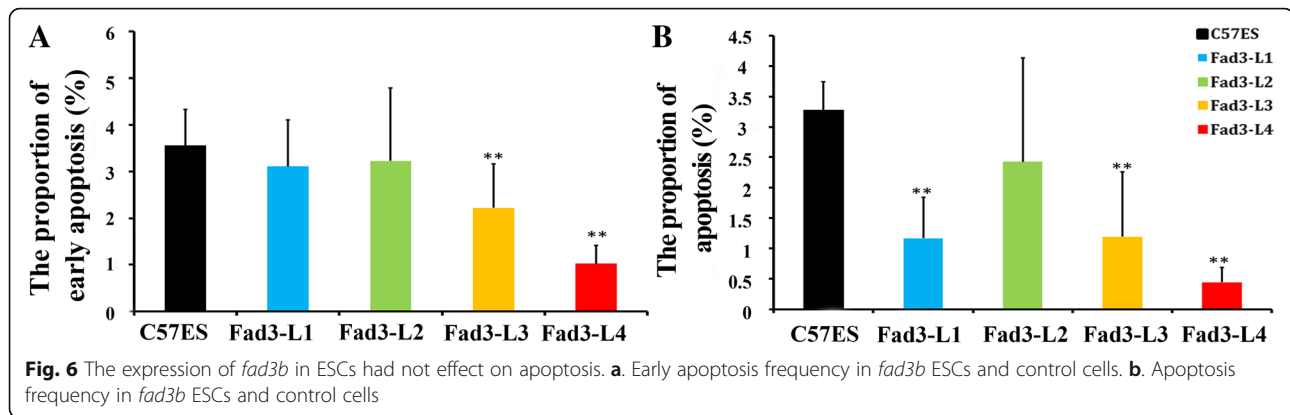 A
The proportion of
early apoptosis (%)
6
5
4
3
2
1
0
**
**
C57ES Fad3-L1 Fad3-L2 Fad3-L3 Fad3-L4
B
The proportion of
apoptosis (%)
4.5
4
3.5
3
2.5
2
1.5
1
0.5
0
**
**
**
C57ES Fad3-L1 Fad3-L2 Fad3-L3 Fad3-L4
C57ES
Fad3-L1
Fad3-L2
Fad3-L3
Fad3-L4
Fig. 6 The expression of fad3b in ESCs had not effect on apoptosis. a. Early apoptosis frequency in fad3b ESCs and control cells. b. Apoptosis
frequency in fad3b ESCs and control cells